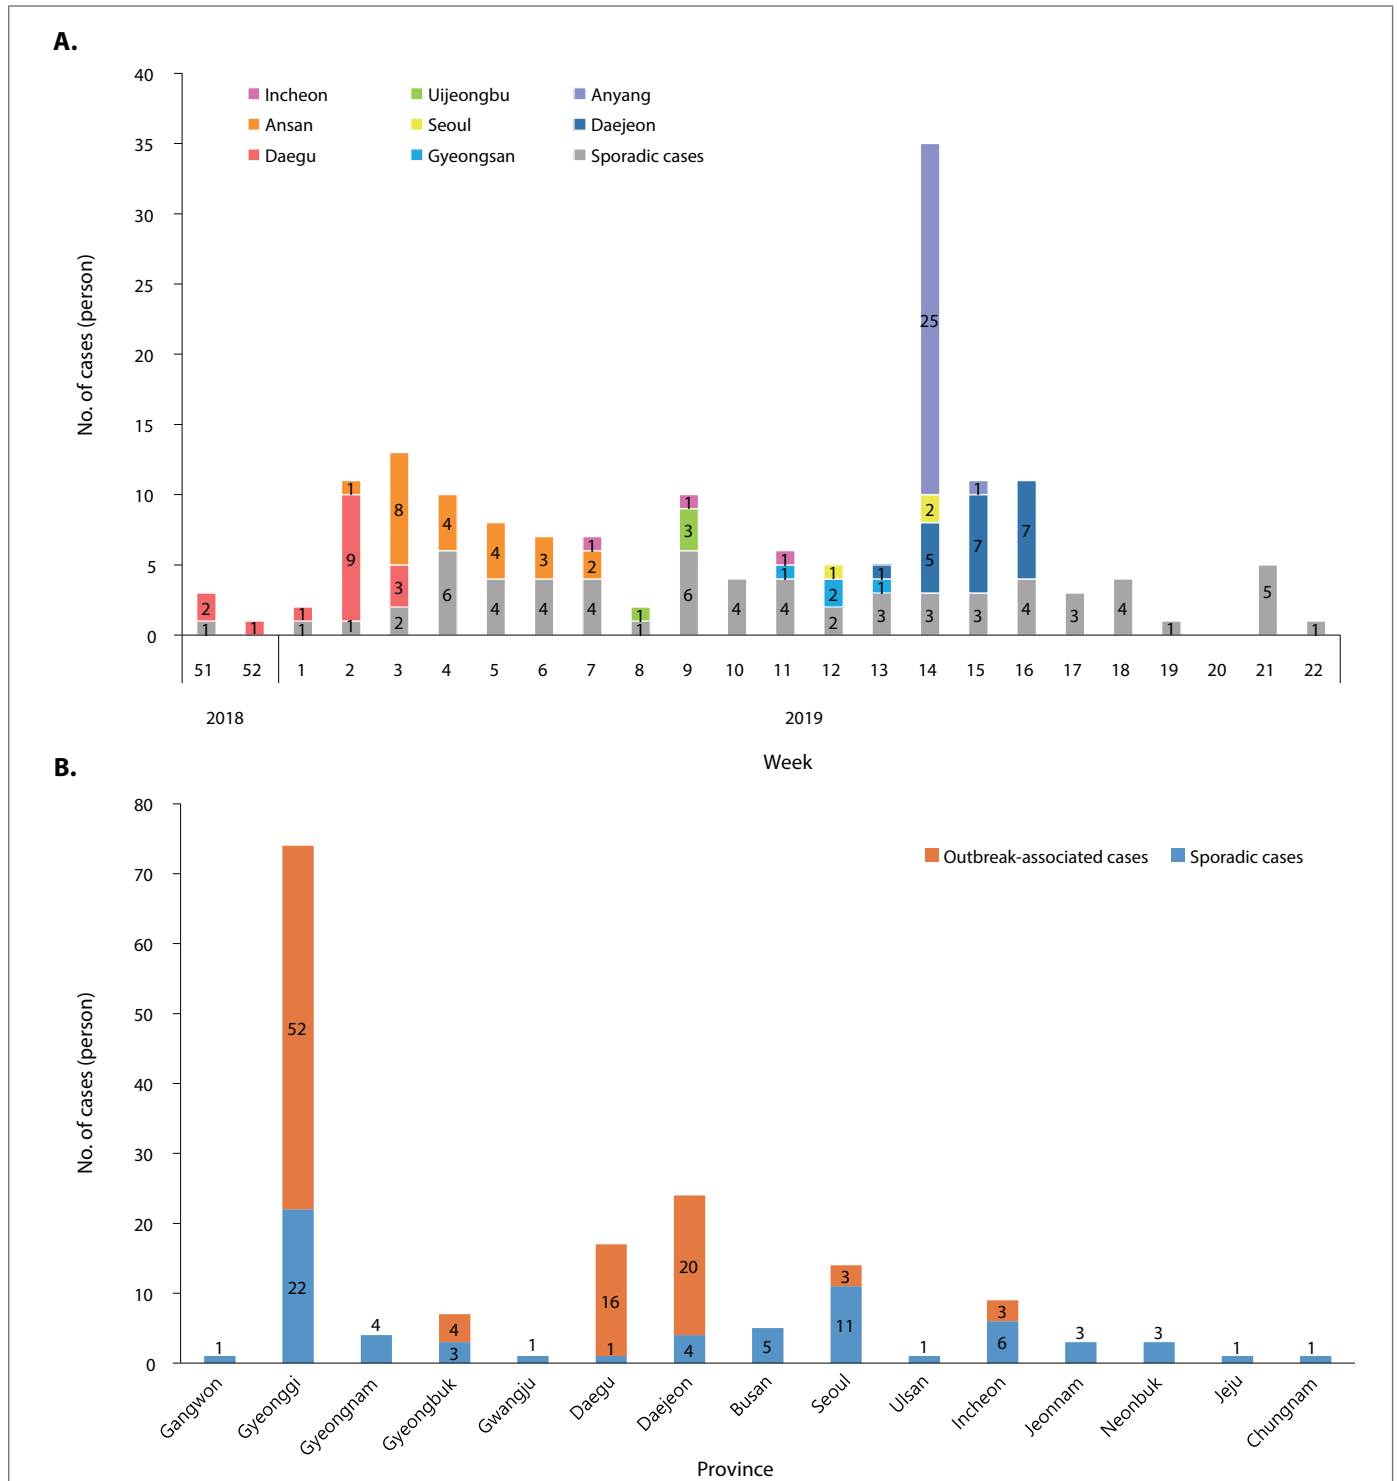 A.
40
35
30
25
20
15
10
5
0
No. of cases (person)
Incheon Uijeongbu Anyang
Ansan Seoul Daejeon
Daegu Gyeongsan Sporadic cases
2 1
1
1 1
1 9 1
8 3 2
4 6
4 4
3 4
1 2 4
1 1
1 3 6
4
1 1 4
1 2 2
1 1 3
25 2 5 3
1 7 3
7 4
3
4
1
5
1
51 52 1 2 3 4 5 6 7 8 9 10 11 12 13 14 15 16 17 18 19 20 21 22
2018 2019
Week
B.
80
70
60
50
40
30
20
10
0
No. of cases (person)
Outbreak-associated cases Sporadic cases
1
52 22
4
4 3
1
16 1
20 4
5
3 11
1
3 6
3
3
1
1
Gangwon Gyeonggi Gyeongnam Gyeongbuk Gwangju Daegu Daejeon Busan Seoul Ulsan Incheon Jeonnam Neonbuk Jeju Chungnam
Province